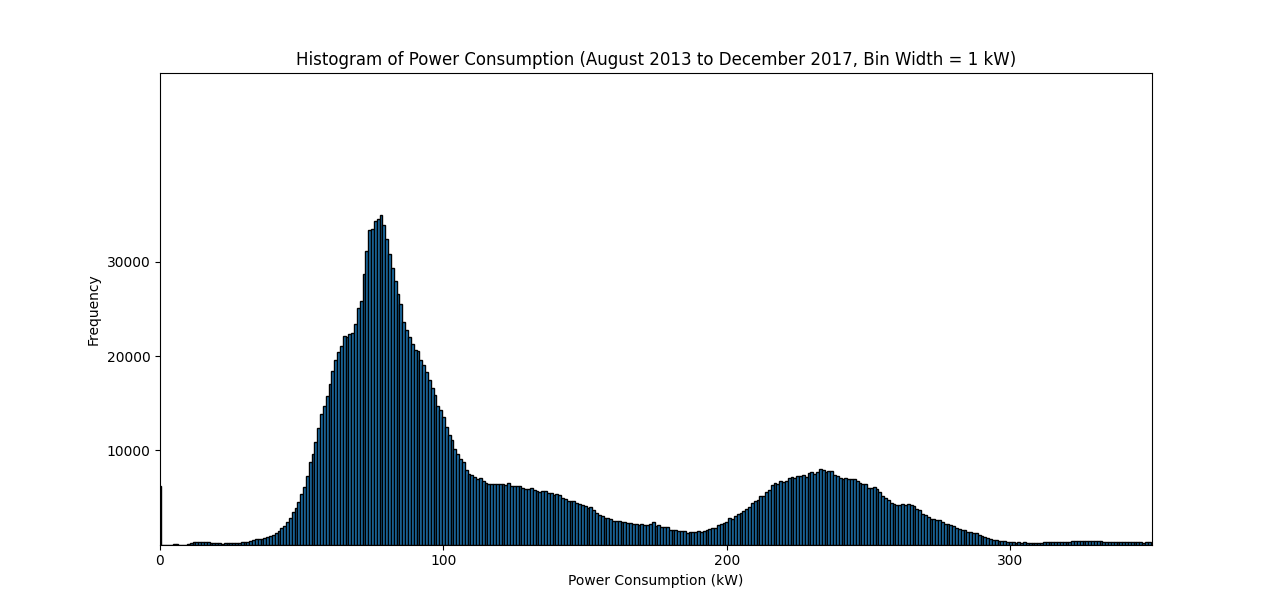 Histogram of Power Consumption (August 2013 to December 2017, Bin Width = 1 kW)
Frequency
30000
20000
10000
0 100 200 300
Power Consumption (kW)